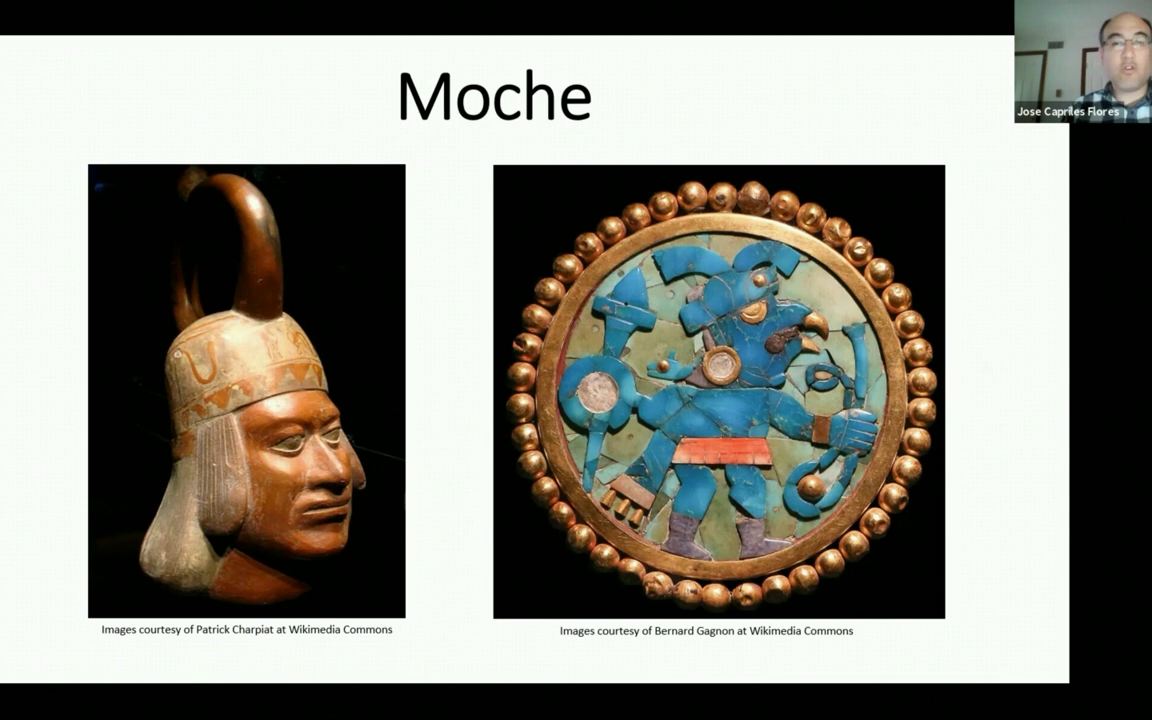 Moche
Jose Capriles Flores
Images courtesy of Patrick Charpiat at Wikimedia Commons
Images courtesy of Bernard Gagnon at Wikimedia Commons